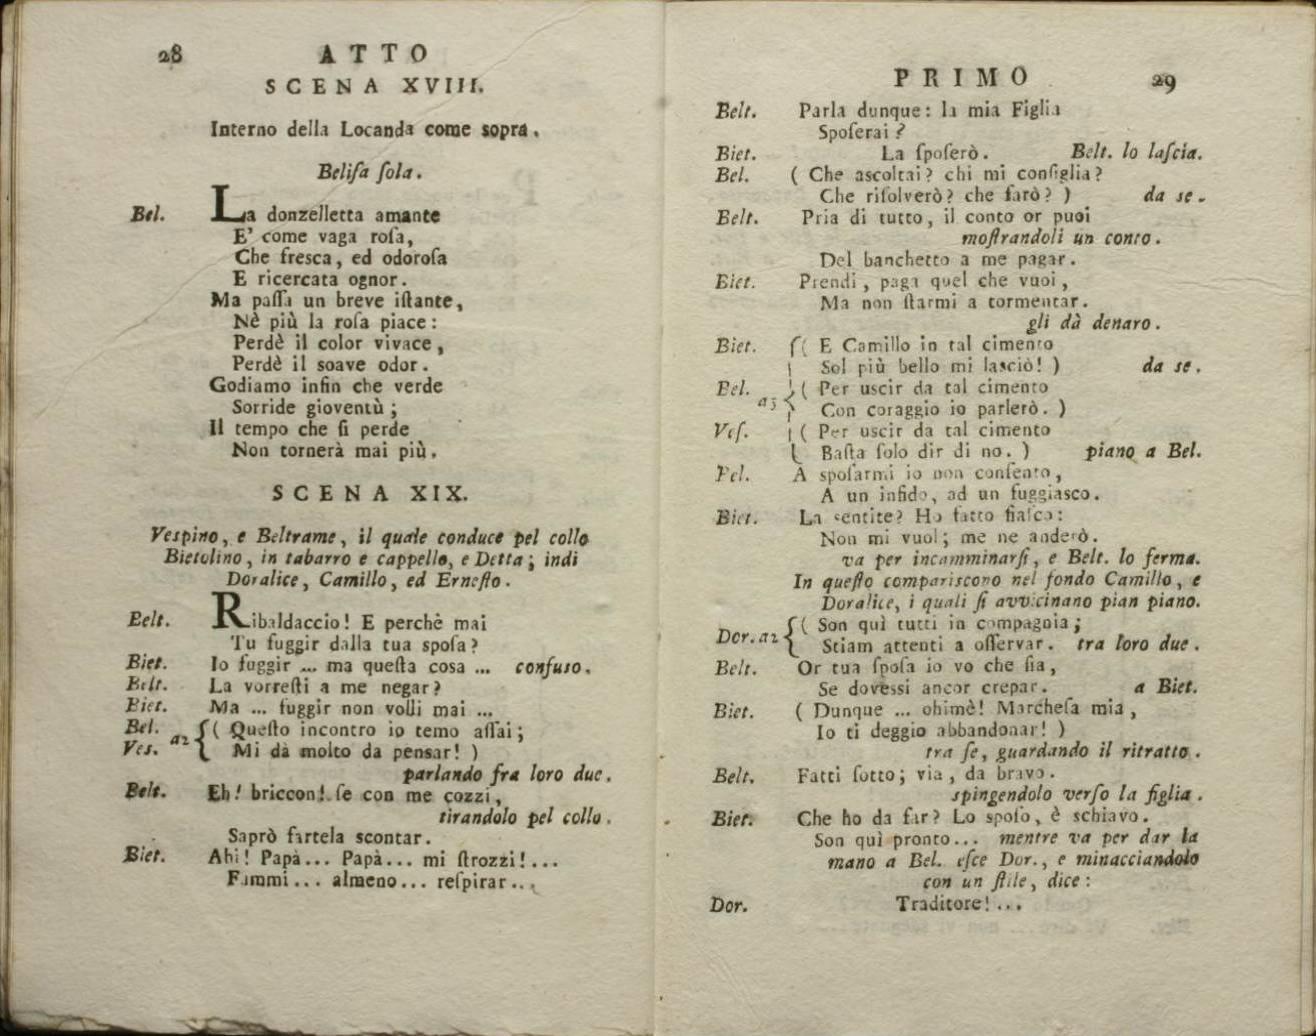 28 ATTO
SCENA XVIII.
Interno della Locanda come sopra.
Beliſa ſola.
Bel. La donzelletta amante
E' come vaga roſa,
Che fresca, ed odoroſa
E ricercata ognor.
Ma paſſa un breve iſtante,
Nè più la roſa piace:
Perdè il color vivace,
Perdè il soave odor.
Godiamo infin che verde
Sorride gioventù;
Il tempo che ſi perde
Non tornerà mai più.
SCENA XIX.
Vespino, e Beltrame, il quale conduce pel collo
Bietolino, in tabarro e cappello, e Detta; indi
Doralice, Camillo, ed Erneſto.
Belt. Ribaldaccio! E perchè mai
Tu fuggir dalla tua spoſa?
Biet. Io fuggir ... ma queſta cosa ... confuso.
Belt. La vorreſti a me negar?
Biet. Ma ... fuggir non volli mai ...
Bel. a2 { ( Queſto incontro io temo aſſai;
Ves. Mi dà molto da pensar! )
parlando fra loro due.
Belt. Eh! briccon! ſe con me cozzi,
tirandolo pel collo.
Saprò fartela scontar.
Biet. Ahi! Papà... Papà... mi ſtrozzi!...
Fammi... almeno... reſpirar...
PRIMO 29
Belt. Parla dunque: la mia Figlia
Spoſerai?
Biet. La ſpoſerò. Belt. lo laſcia.
Bel. ( Che ascoltai? chi mi conſiglia?
Che riſolverò? che farò? ) da se.
Belt. Pria di tutto, il conto or puoi
moſtrandoli un conto.
Del banchetto a me pagar.
Biet. Prendi, paga quel che vuoi,
Ma non ſtarmi a tormentar.
gli dà denaro.
Biet. { ( E Camillo in tal cimento
Sol più bello mi lasciò! ) da se.
Bel. a3 ( Per uscir da tal cimento
Con coraggio io parlerò. )
Veſ. ( Per uscir da tal cimento
Baſta ſolo dir di no. ) piano a Bel.
Bel. A spoſarmi io non conſento,
A un infido, ad un fuggiasco.
Biet. La sentite? Ho fatto fiaſco:
Non mi vuol; me ne anderò.
va per incamminarſi, e Belt. lo ferma.
In queſto compariscono nel fondo Camillo, e
Doralice, i quali ſi avvicinano pian piano.
Dor. a2 { ( Son quì tutti in compagnia;
Stiam attenti a oſſervar. tra loro due.
Belt. Or tua ſpoſa io vo che ſia,
Se dovessi ancor crepar. a Biet.
Biet. ( Dunque ... ohimè! Marcheſa mia,
Io ti deggio abbandonar! )
tra ſe, guardando il ritratto.
Belt. Fatti ſotto; via, da bravo.
spingendolo verſo la figlia.
Biet. Che ho da far? Lo spoſo, è schiavo.
Son quì pronto... mentre va per dar la
mano a Bel. eſce Dor., e minacciandolo
con un ſtile, dice:
Dor. Traditore!...